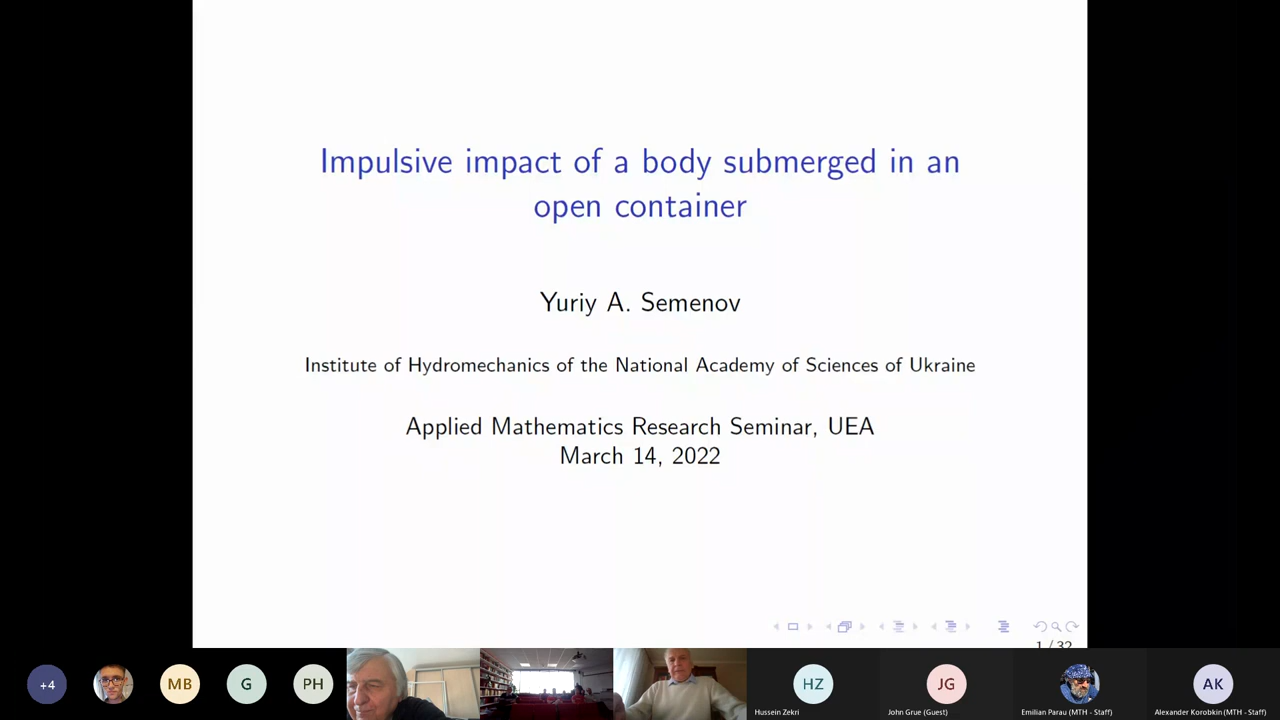 Impulsive impact of a body submerged in an
open container
Yuriy A. Semenov
Institute of Hydromechanics of the National Academy of Sciences of Ukraine
Applied Mathematics Research Seminar, UEA
March 14, 2022
1 / 32
+4
MB
G
PH
HZ
JG
AK
Hussein Zekri
John Grue (Guest)
Emilian Parau (MTH - Staff)
Alexander Korobkin (MTH - Staff)